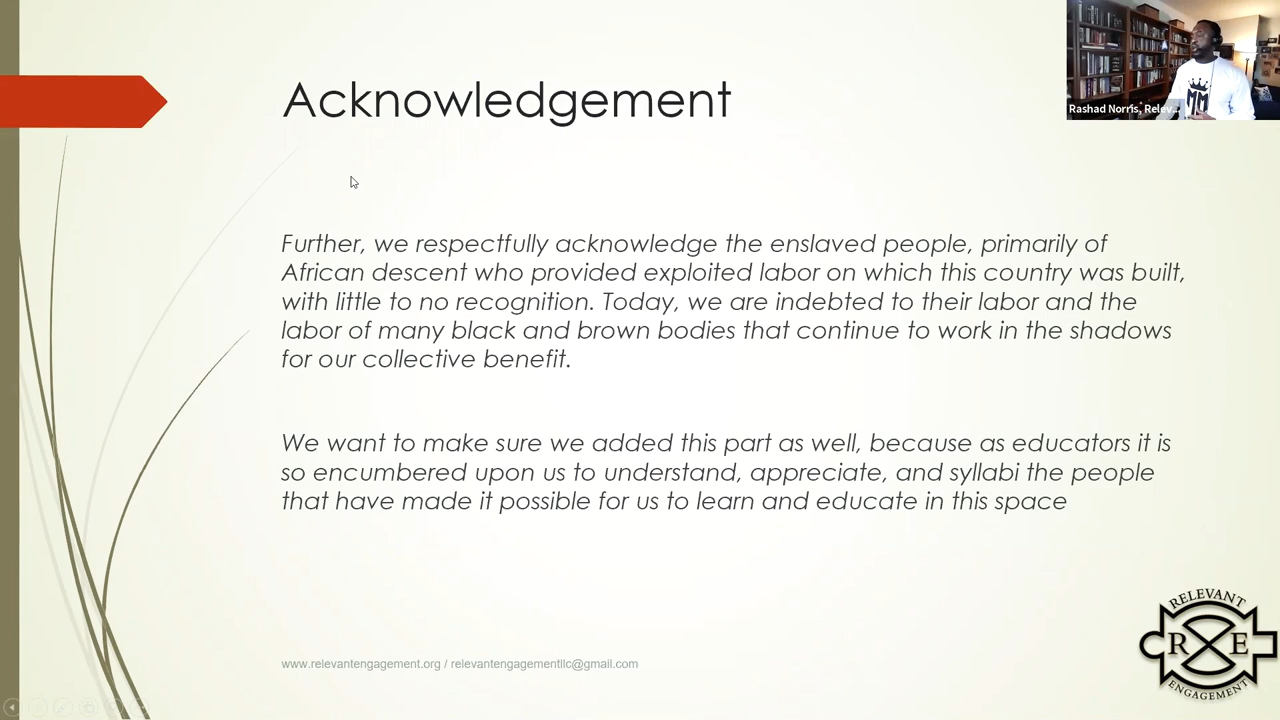 Acknowledgement
Rashad Norris, Relev...
Further, we respectfully acknowledge the enslaved people, primarily of
African descent who provided exploited labor on which this country was built,
with little to no recognition. Today, we are indebted to their labor and the
labor of many black and brown bodies that continue to work in the shadows
for our collective benefit.
We want to make sure we added this part as well, because as educators it is
so encumbered upon us to understand, appreciate, and syllabi the people
that have made it possible for us to learn and educate in this space
www.relevantengagement.org / relevantengagementllc@gmail.com
RELEVANT
R E
ENGAGEMENT